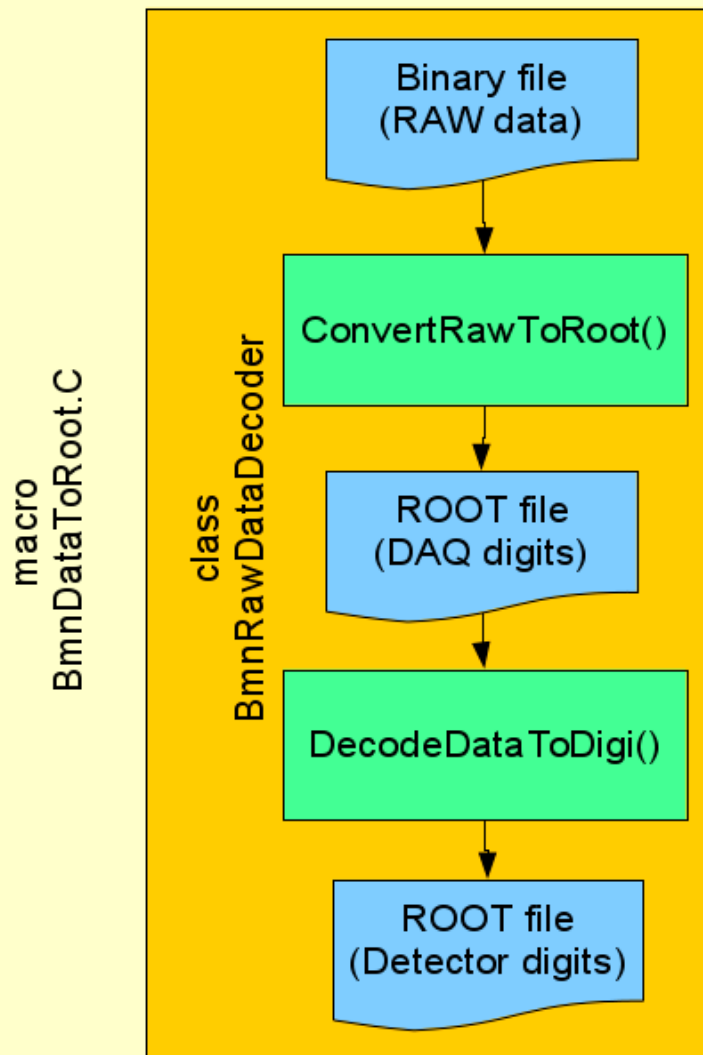 macro
BmnDataToRoot.C
class
BmnRawDataDecoder
Binary file
(RAW data)
ConvertRawToRoot()
ROOT file
(DAQ digits)
DecodeDataToDigi()
ROOT file
(Detector digits)